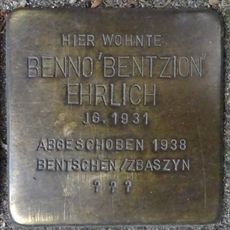 HIER WOHNTE
BENNO 'BENTZION'
EHRLICH
JG. 1931
ABGESCHOBEN 1938
BENTSCHEN/ZBASZYN
? ? ?